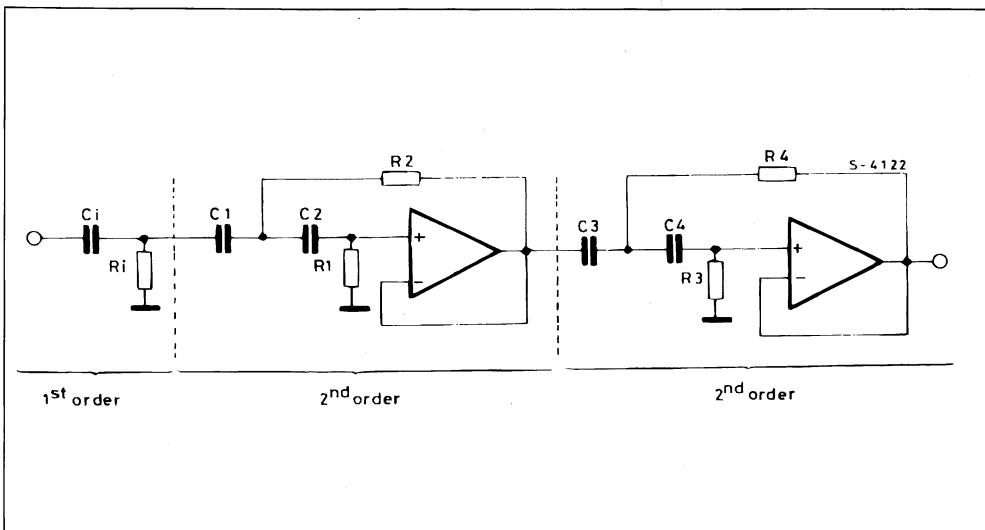 R2
R4
S-4122
Ci
C1
C2
C3
C4
+
+
Ri
R1
R3
−
−
1st order
2nd order
2nd order